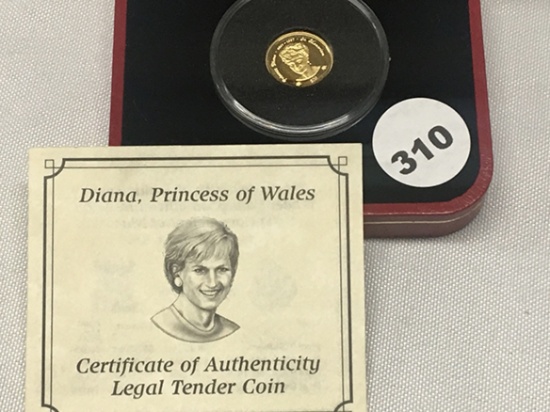 310
Diana, Princess of Wales
Certificate of Authenticity
Legal Tender Coin